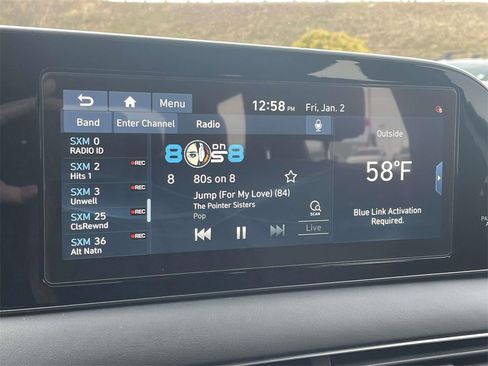 Menu
12:58 PM
Fri, Jan. 2
Band
Enter Channel
Radio
SXM 0
RADIO ID
SXM 2
Hits 1
REC
SXM 3
Unwell
REC
SXM 25
ClsRewnd
REC
SXM 36
Alt Natn
REC
80s on 8
8
80s on 8
Jump (For My Love) (84)
The Pointer Sisters
Pop
SCAN
Live
Outside
58°F
Blue Link Activation
Required.